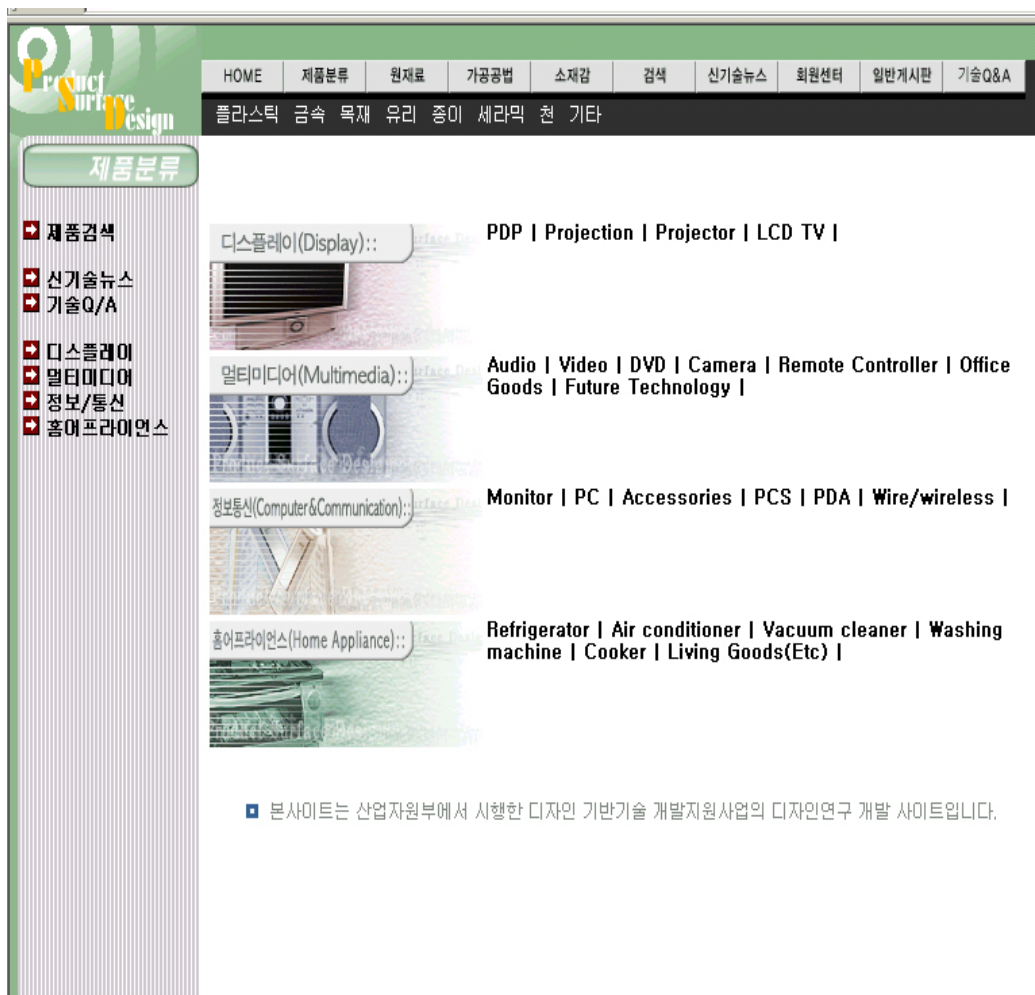 Product
Surface
Design
HOME 제품분류 원재료 가공공법 소재감 검색 신기술뉴스 회원센터 일반게시판 기술Q&A
플라스틱 금속 목재 유리 종이 세라믹 천 기타
제품분류
제품검색
신기술뉴스
기술Q/A
디스플레이
멀티미디어
정보/통신
홈어프라이언스
디스플레이(Display)::
PDP | Projection | Projector | LCD TV |
멀티미디어(Multimedia)::
Audio | Video | DVD | Camera | Remote Controller | Office
Goods | Future Technology |
정보통신(Computer&Communication)::
Monitor | PC | Accessories | PCS | PDA | Wire/wireless |
홈어프라이언스(Home Appliance)::
Refrigerator | Air conditioner | Vacuum cleaner | Washing
machine | Cooker | Living Goods(Etc) |
본사이트는 산업자원부에서 시행한 디자인 기반기술 개발지원사업의 디자인연구 개발 사이트입니다.